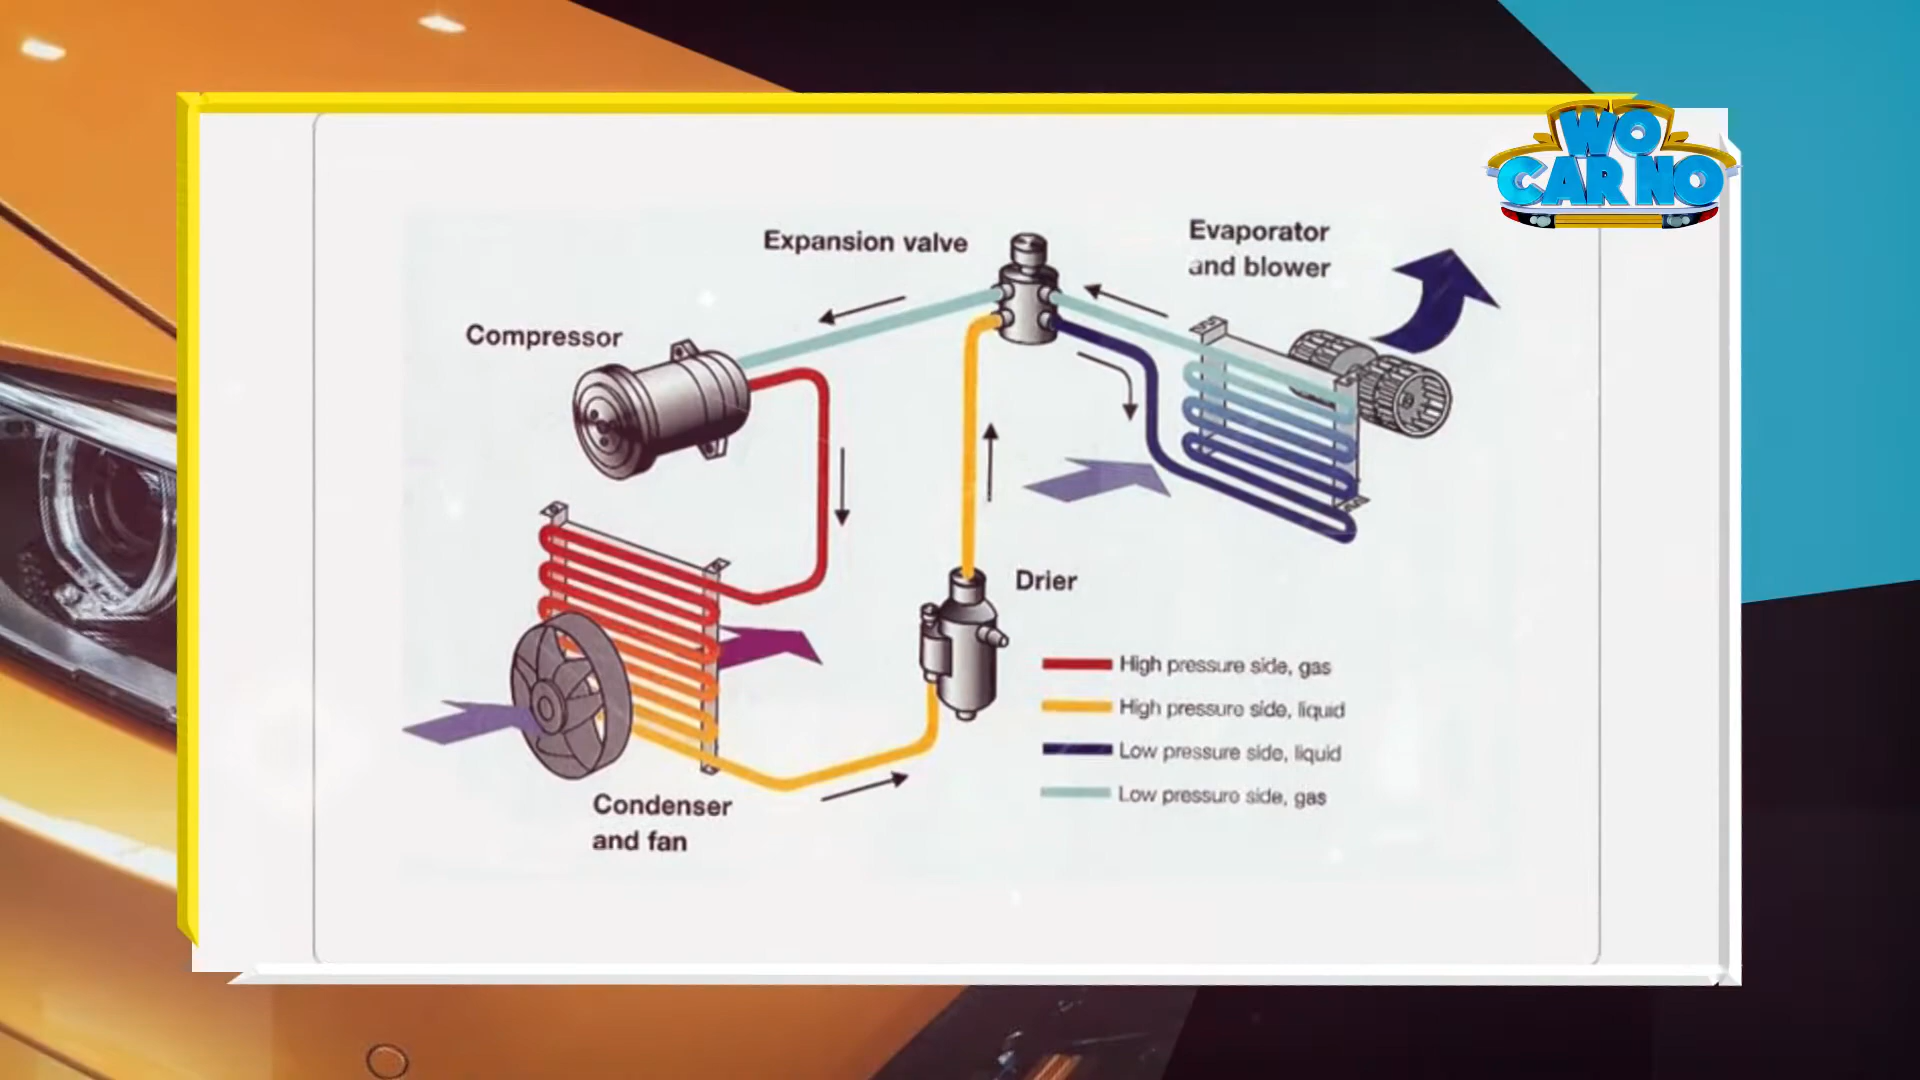 WO
CAR NO
Expansion valve
Evaporator
and blower
Compressor
Drier
High pressure side, gas
High pressure side, liquid
Low pressure side, liquid
Low pressure side, gas
Condenser
and fan